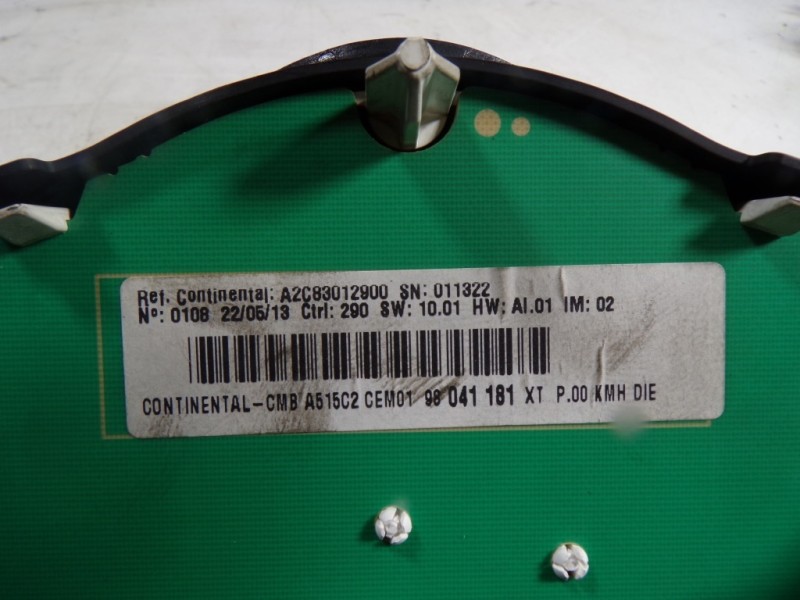 Ref. Continental: A2C83012900 SN: 011322
Nº: 0108 22/05/13 Ctrl: 290 SW: 10.01 HW: AI.01 IM: 02
CONTINENTAL-CMB A515C2 CEM01 98 041 181 XT P.00 KMH DIE